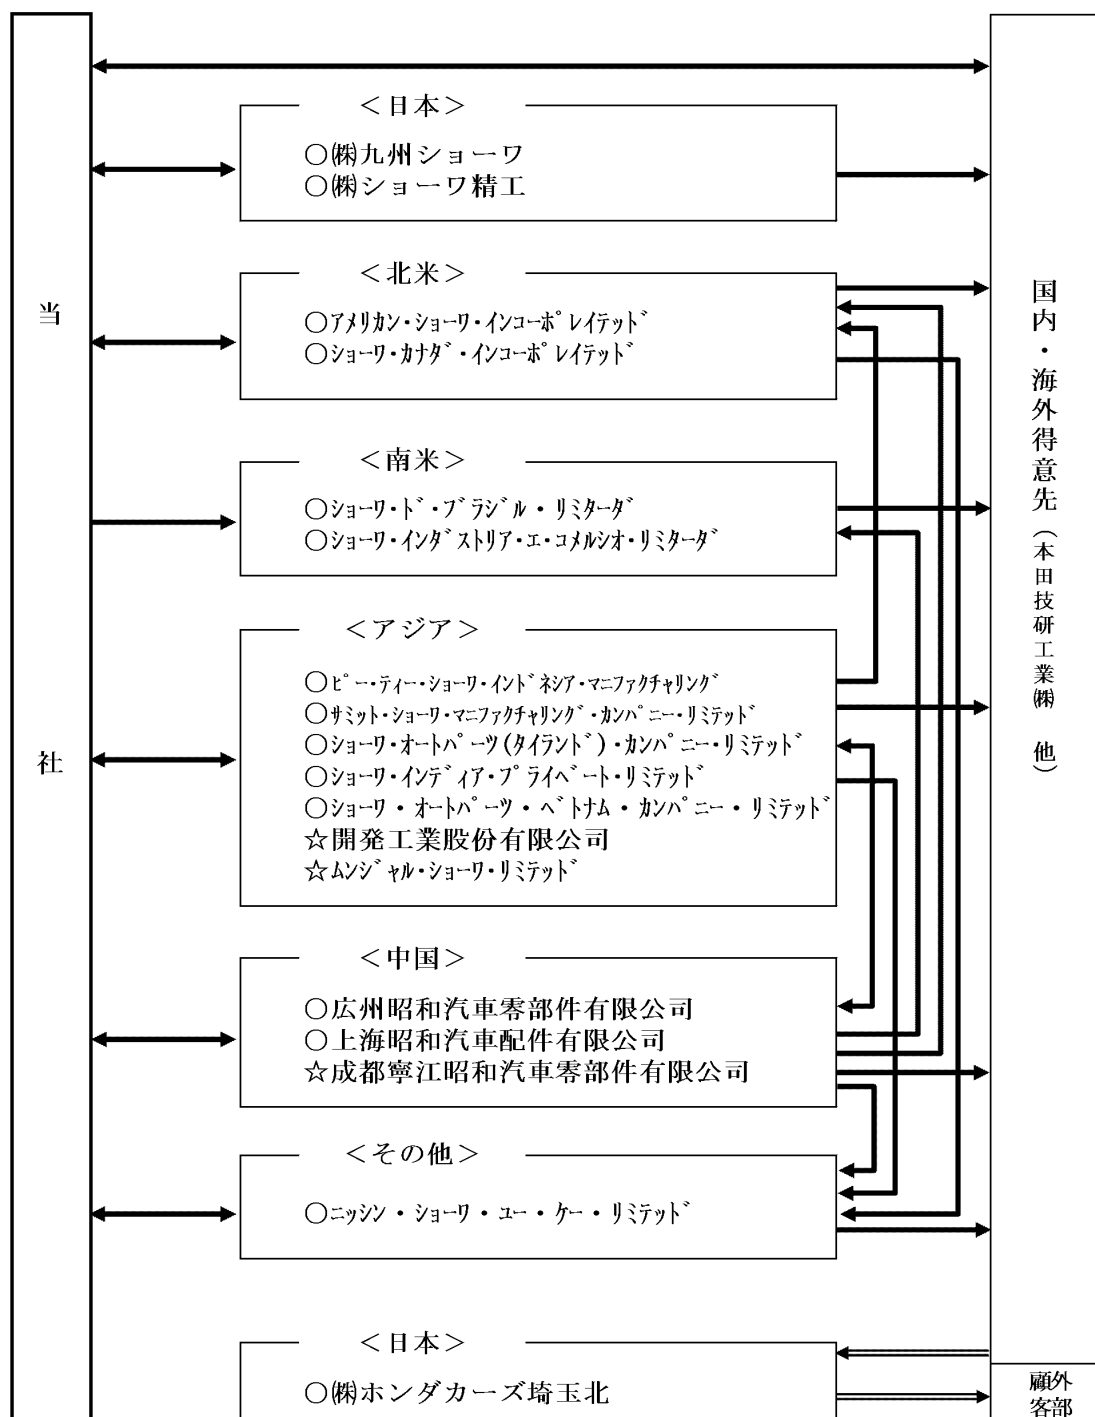 当社
＜日本＞
○㈱九州ショーワ
○㈱ショーワ精工
＜北米＞
○ｱﾒﾘｶﾝ・ｼｮｰﾜ・ｲﾝｺｰﾎﾟﾚｲﾃｯﾄﾞ
○ｼｮｰﾜ・ｶﾅﾀﾞ・ｲﾝｺｰﾎﾟﾚｲﾃｯﾄﾞ
＜南米＞
○ｼｮｰﾜ・ﾄﾞ・ﾌﾞﾗｼﾞﾙ・ﾘﾐﾀｰﾀﾞ
○ｼｮｰﾜ・ｲﾝﾀﾞｽﾄﾘｱ・ｴ・ｺﾒﾙｼｵ・ﾘﾐﾀｰﾀﾞ
＜アジア＞
○ﾋﾟｰ・ﾃｨｰ・ｼｮｰﾜ・ｲﾝﾄﾞﾈｼｱ・ﾏﾆﾌｧｸﾁｬﾘﾝｸﾞ
○ｻﾐｯﾄ・ｼｮｰﾜ・ﾏﾆﾌｧｸﾁｬﾘﾝｸﾞ・ｶﾝﾊﾟﾆｰ・ﾘﾐﾃｯﾄﾞ
○ｼｮｰﾜ・ｵｰﾄﾊﾟｰﾂ(ﾀｲﾗﾝﾄﾞ)・ｶﾝﾊﾟﾆｰ・ﾘﾐﾃｯﾄﾞ
○ｼｮｰﾜ・ｲﾝﾃﾞｨｱ・ﾌﾟﾗｲﾍﾞｰﾄ・ﾘﾐﾃｯﾄﾞ
○ｼｮｰﾜ・ｵｰﾄﾊﾟｰﾂ・ﾍﾞﾄﾅﾑ・ｶﾝﾊﾟﾆｰ・ﾘﾐﾃｯﾄﾞ
☆開発工業股份有限公司
☆ﾑﾝｼﾞｬﾙ・ｼｮｰﾜ・ﾘﾐﾃｯﾄﾞ
＜中国＞
○広州昭和汽車零部件有限公司
○上海昭和汽車配件有限公司
☆成都寧江昭和汽車零部件有限公司
＜その他＞
○ﾆｯｼﾝ・ｼｮｰﾜ・ﾕｰ・ｹｰ・ﾘﾐﾃｯﾄﾞ
＜日本＞
○㈱ホンダカーズ埼玉北
国内・海外得意先（本田技研工業㈱　他）
外部
顧客